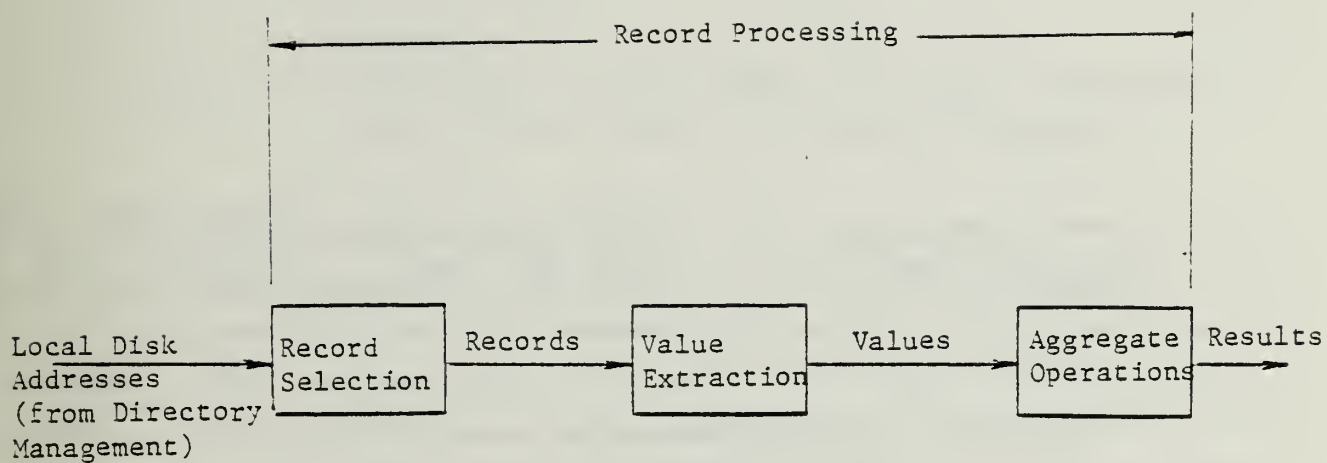 Record Processing
Local Disk
Addresses
(from Directory
Management)
Record
Selection
Records
Value
Extraction
Values
Aggregate
Operations
Results